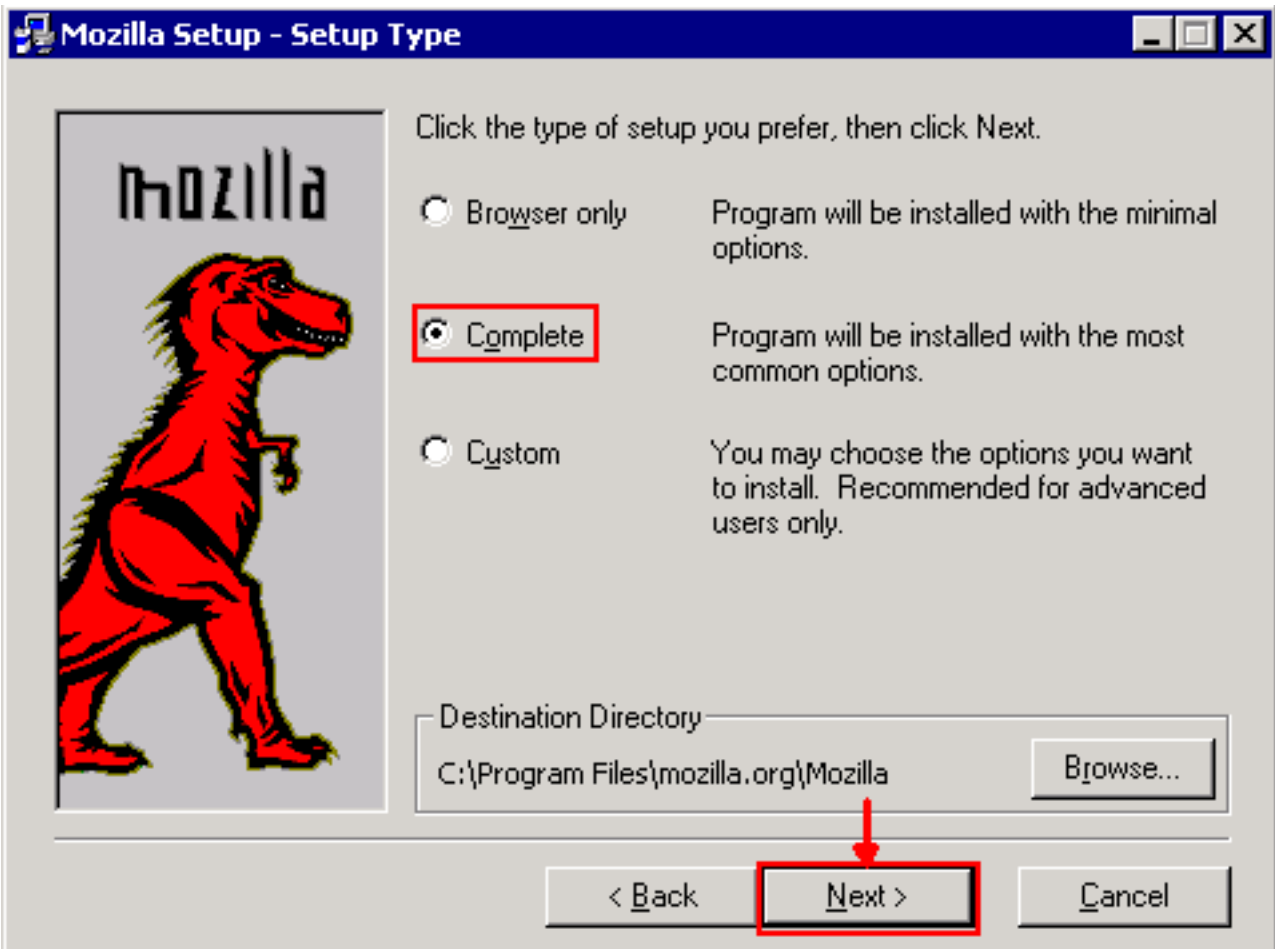 Mozilla Setup - Setup Type
mozilla
Click the type of setup you prefer, then click Next.
Browser only
Program will be installed with the minimal
options.
Complete
Program will be installed with the most
common options.
Custom
You may choose the options you want
to install. Recommended for advanced
users only.
Destination Directory
C:\Program Files\mozilla.org\Mozilla
Browse...
< Back
Next >
Cancel